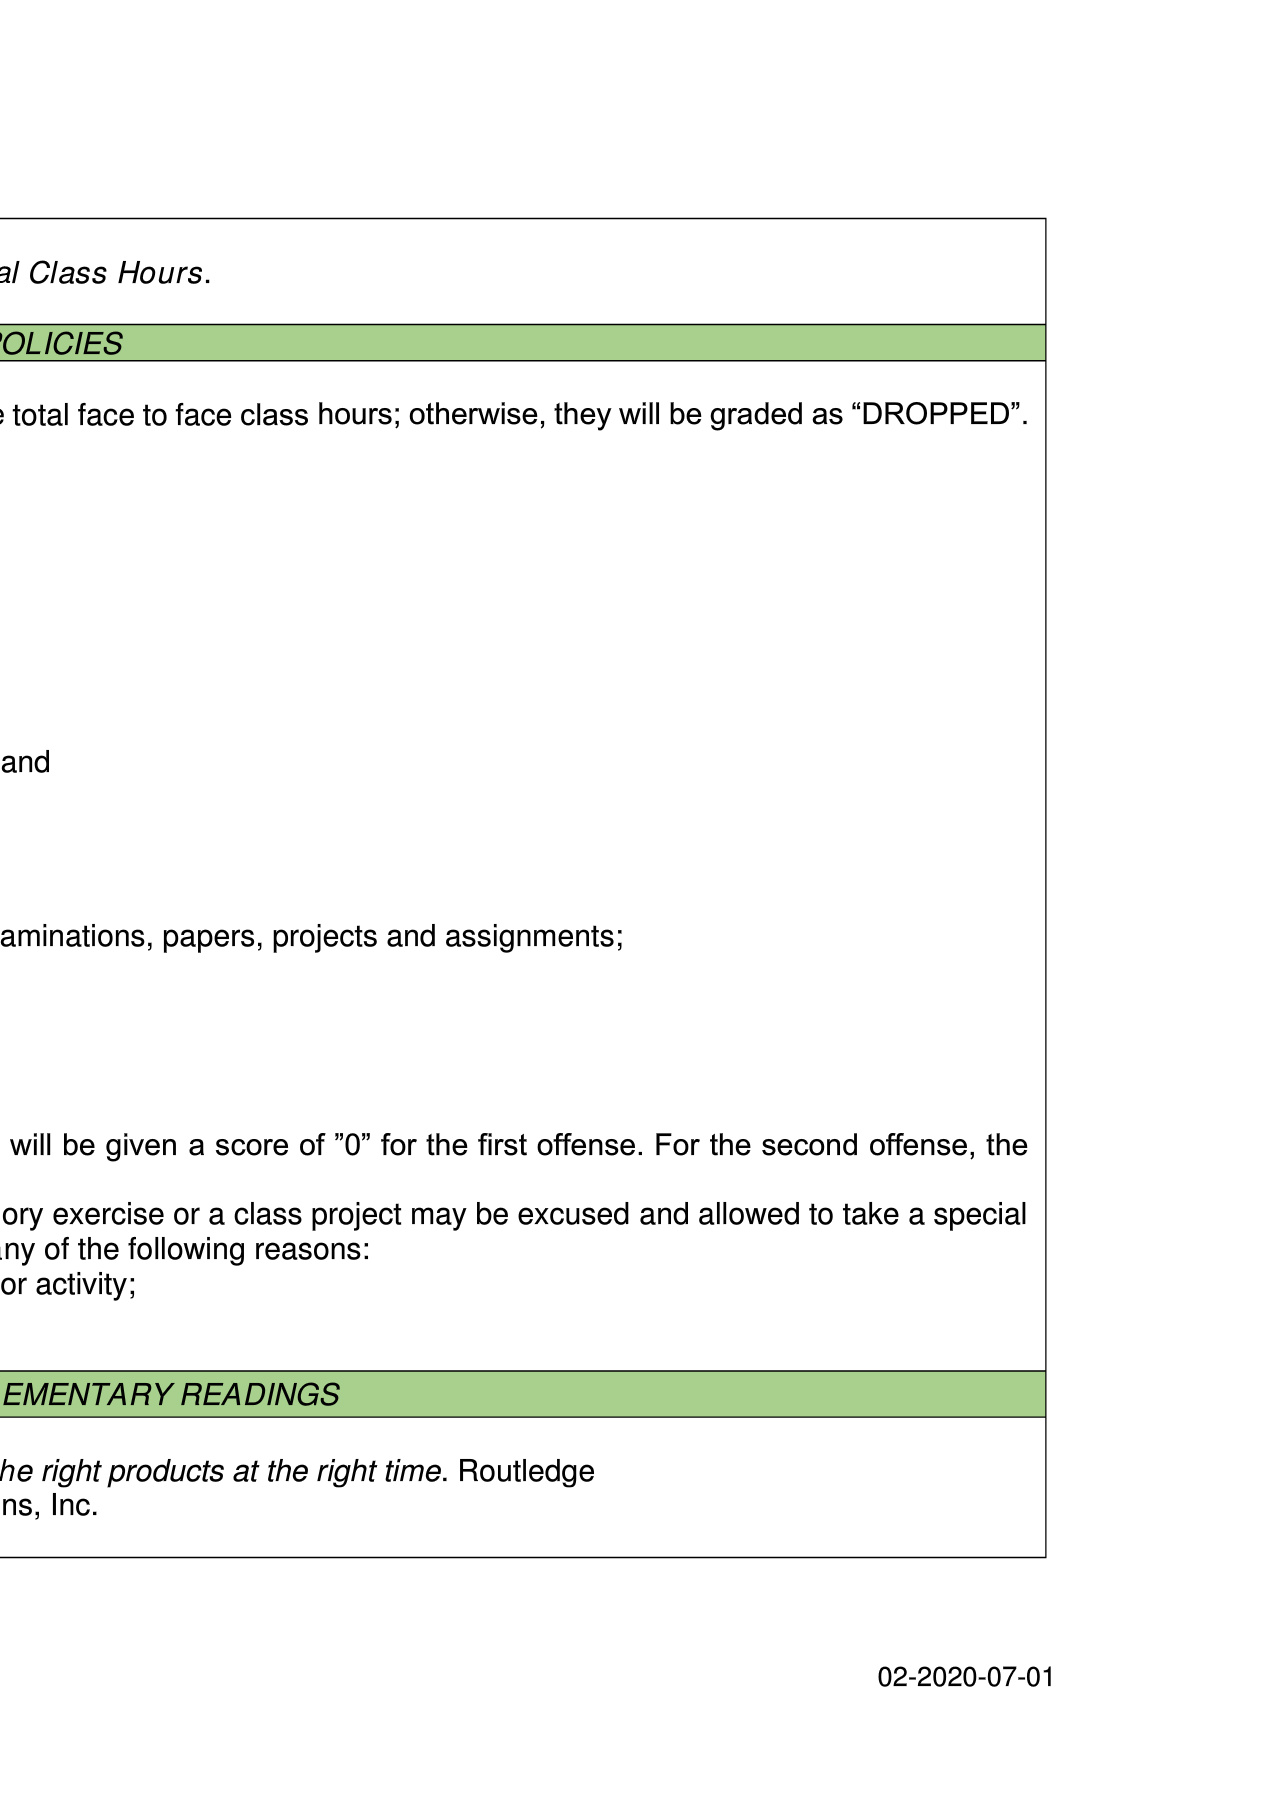 Class Hours.
POLICIES
total face to face class hours; otherwise, they will be graded as “DROPPED”.
and
aminations, papers, projects and assignments;
will be given a score of ”0” for the first offense. For the second offense, the
ory exercise or a class project may be excused and allowed to take a special
any of the following reasons:
or activity;
EMENTARY READINGS
he right products at the right time. Routledge
ns, Inc.
02-2020-07-01